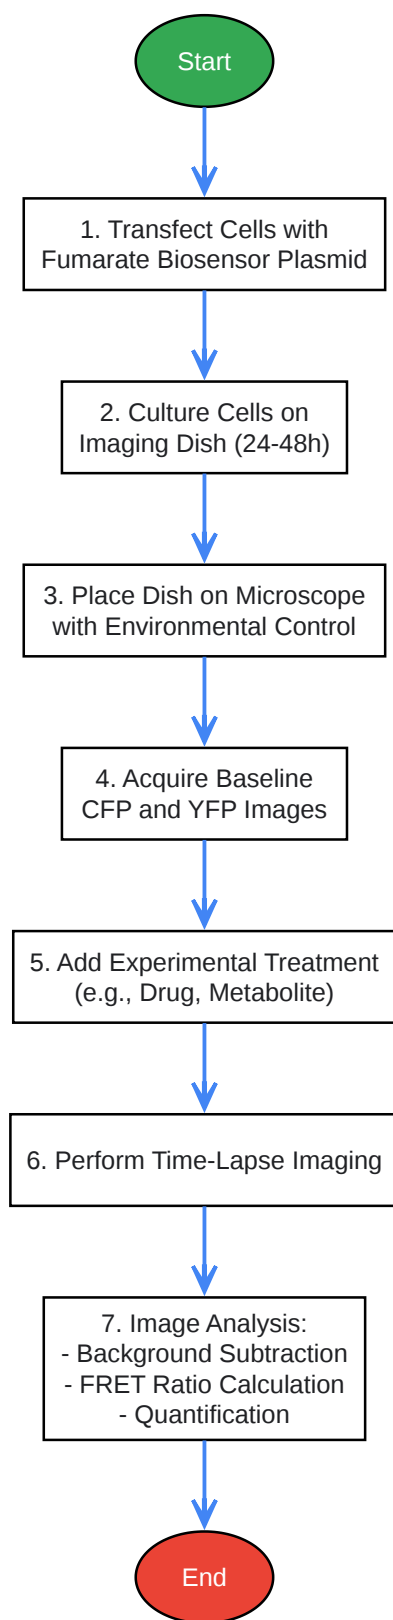 Start
1. Transfect Cells with
Fumarate Biosensor Plasmid
2. Culture Cells on
Imaging Dish (24-48h)
3. Place Dish on Microscope
with Environmental Control
4. Acquire Baseline
CFP and YFP Images
5. Add Experimental Treatment
(e.g., Drug, Metabolite)
6. Perform Time-Lapse Imaging
7. Image Analysis:
- Background Subtraction
- FRET Ratio Calculation
- Quantification
End